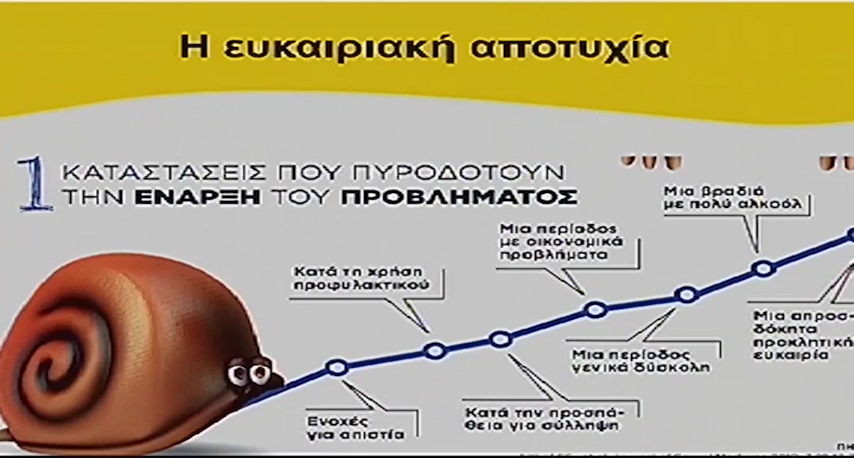 Η ευκαιριακή αποτυχία
1 ΚΑΤΑΣΤΑΣΕΙΣ ΠΟΥ ΠΥΡΟΔΟΤΟΥΝ
ΤΗΝ ΕΝΑΡΞΗ ΤΟΥ ΠΡΟΒΛΗΜΑΤΟΣ
Μια βραδιά
με πολύ αλκοόλ
Μια περίοδος
με οικονομικά
προβλήματα
Κατά τη χρήση
προφυλακτικού
Μια απροσ-
δόκητα
προκλητική
ευκαιρία
Μια περίοδος
γενικά δύσκολη
Κατά την προσπά-
θεια για σύλληψη
Ενοχές
για απιστία